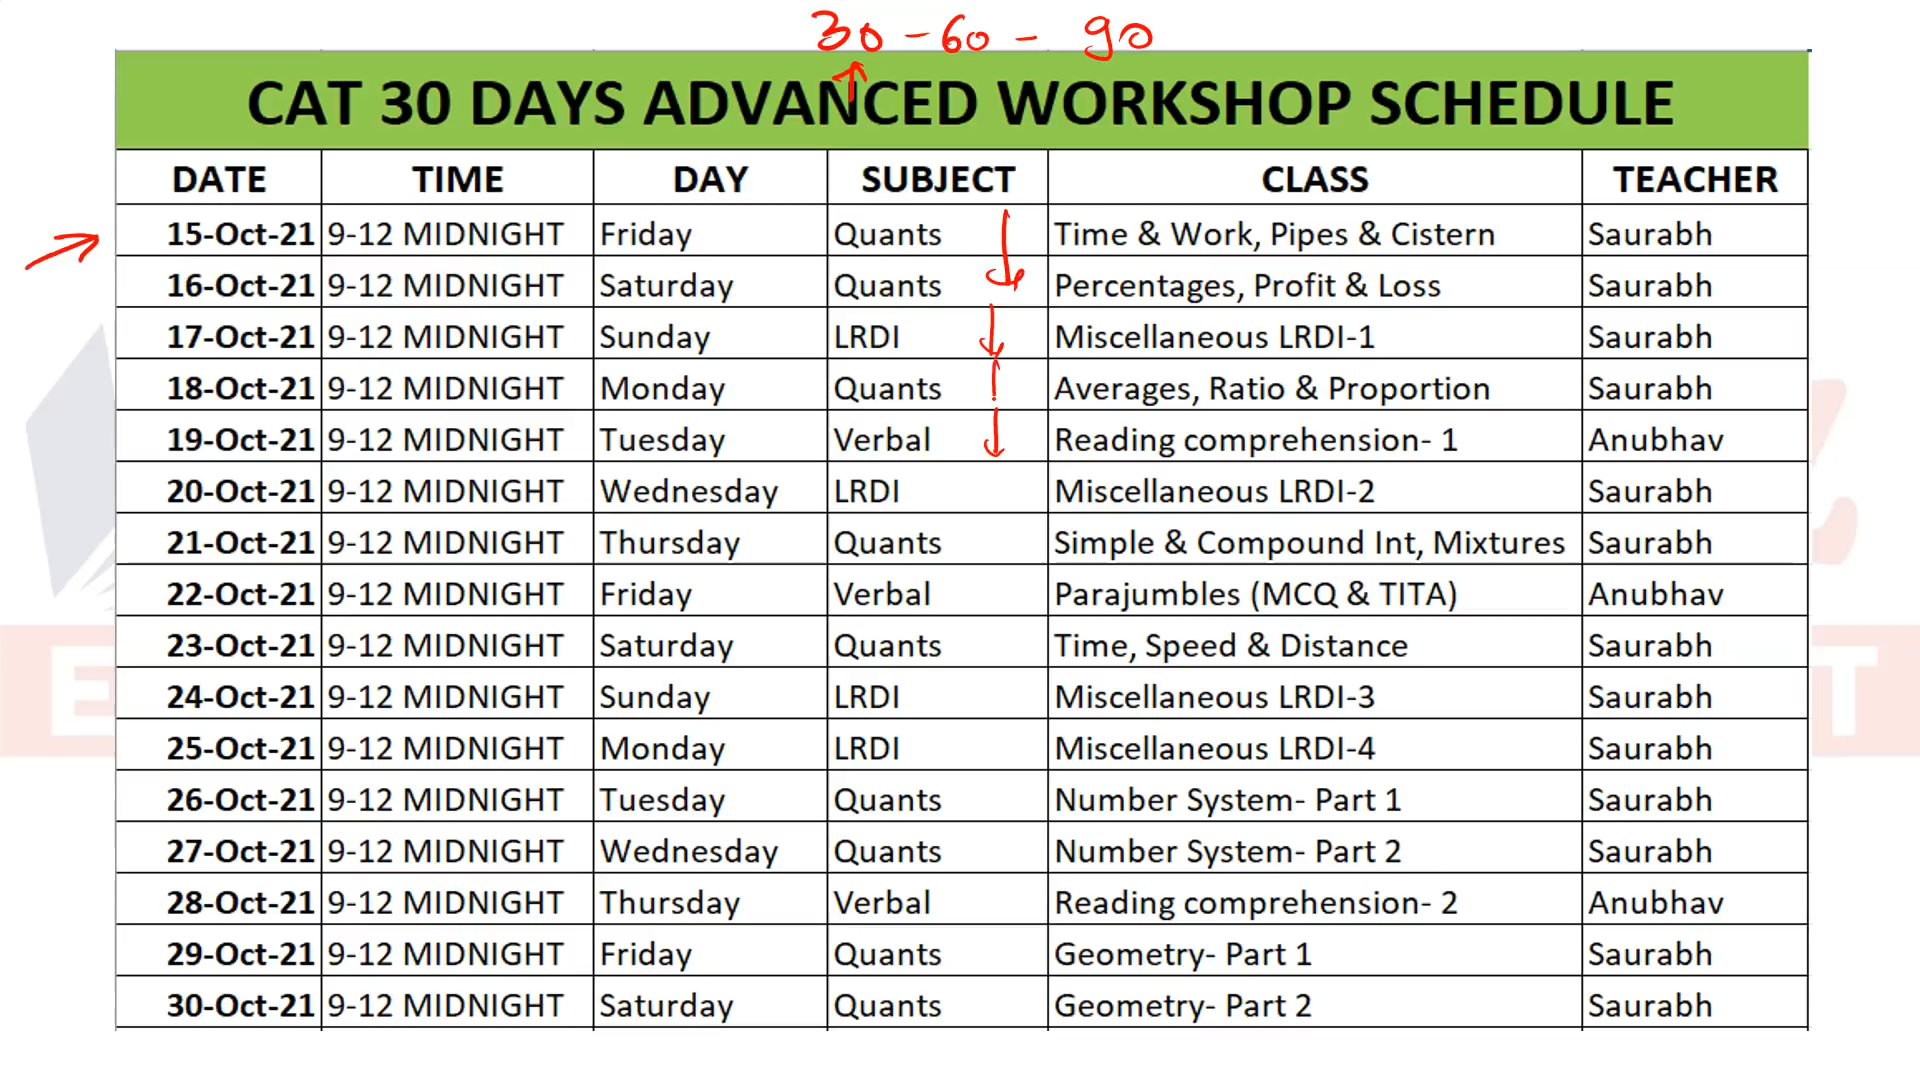 30 - 60 - 90
CAT 30 DAYS ADVANCED WORKSHOP SCHEDULE
DATE TIME DAY SUBJECT CLASS TEACHER
15-Oct-21 9-12 MIDNIGHT Friday Quants Time & Work, Pipes & Cistern Saurabh
16-Oct-21 9-12 MIDNIGHT Saturday Quants Percentages, Profit & Loss Saurabh
17-Oct-21 9-12 MIDNIGHT Sunday LRDI Miscellaneous LRDI-1 Saurabh
18-Oct-21 9-12 MIDNIGHT Monday Quants Averages, Ratio & Proportion Saurabh
19-Oct-21 9-12 MIDNIGHT Tuesday Verbal Reading comprehension- 1 Anubhav
20-Oct-21 9-12 MIDNIGHT Wednesday LRDI Miscellaneous LRDI-2 Saurabh
21-Oct-21 9-12 MIDNIGHT Thursday Quants Simple & Compound Int, Mixtures Saurabh
22-Oct-21 9-12 MIDNIGHT Friday Verbal Parajumbles (MCQ & TITA) Anubhav
23-Oct-21 9-12 MIDNIGHT Saturday Quants Time, Speed & Distance Saurabh
24-Oct-21 9-12 MIDNIGHT Sunday LRDI Miscellaneous LRDI-3 Saurabh
25-Oct-21 9-12 MIDNIGHT Monday LRDI Miscellaneous LRDI-4 Saurabh
26-Oct-21 9-12 MIDNIGHT Tuesday Quants Number System- Part 1 Saurabh
27-Oct-21 9-12 MIDNIGHT Wednesday Quants Number System- Part 2 Saurabh
28-Oct-21 9-12 MIDNIGHT Thursday Verbal Reading comprehension- 2 Anubhav
29-Oct-21 9-12 MIDNIGHT Friday Quants Geometry- Part 1 Saurabh
30-Oct-21 9-12 MIDNIGHT Saturday Quants Geometry- Part 2 Saurabh